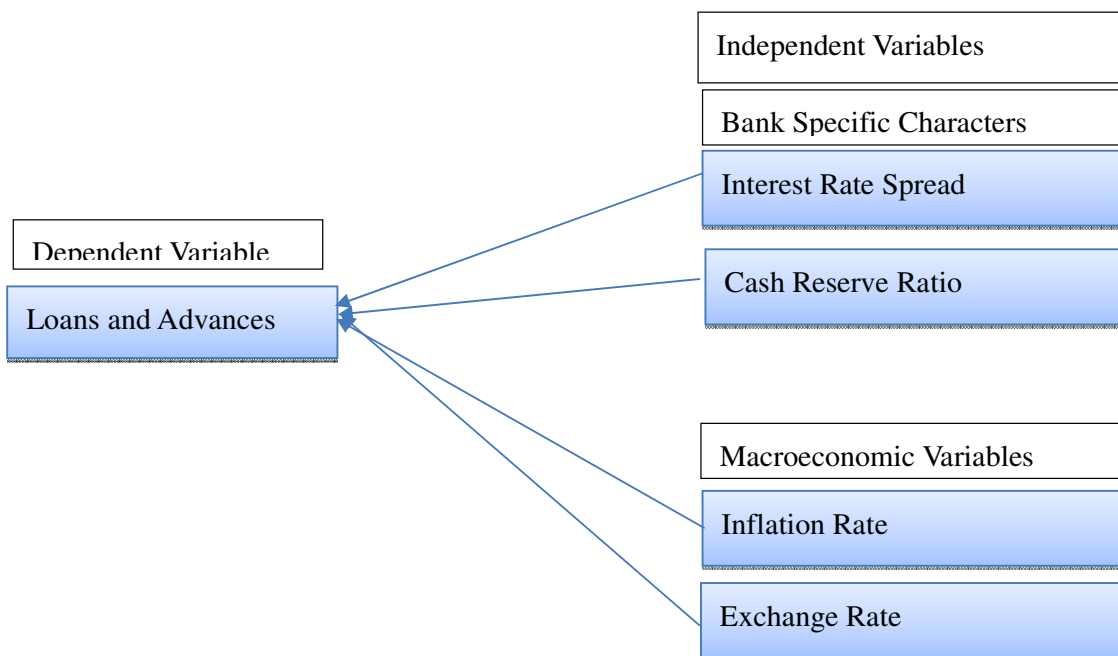 Independent Variables
Bank Specific Characters
Interest Rate Spread
Dependent Variable
Cash Reserve Ratio
Loans and Advances
Macroeconomic Variables
Inflation Rate
Exchange Rate